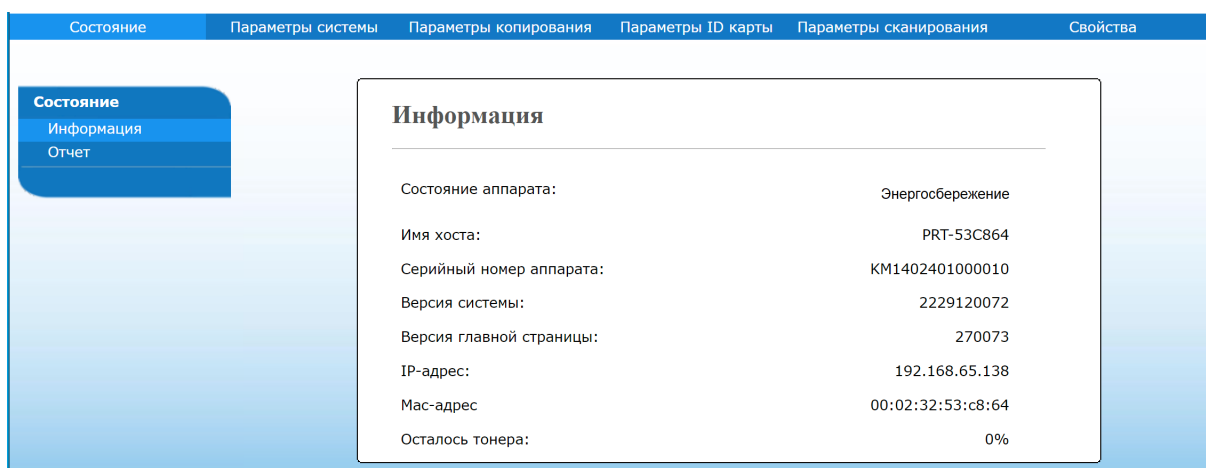 Состояние Параметры системы Параметры копирования Параметры ID карты Параметры сканирования Свойства
Состояние
Информация
Отчет
Информация
Состояние аппарата: Энергосбережение
Имя хоста: PRT-53C864
Серийный номер аппарата: KM1402401000010
Версия системы: 2229120072
Версия главной страницы: 270073
IP-адрес: 192.168.65.138
Mac-адрес 00:02:32:53:c8:64
Осталось тонера: 0%